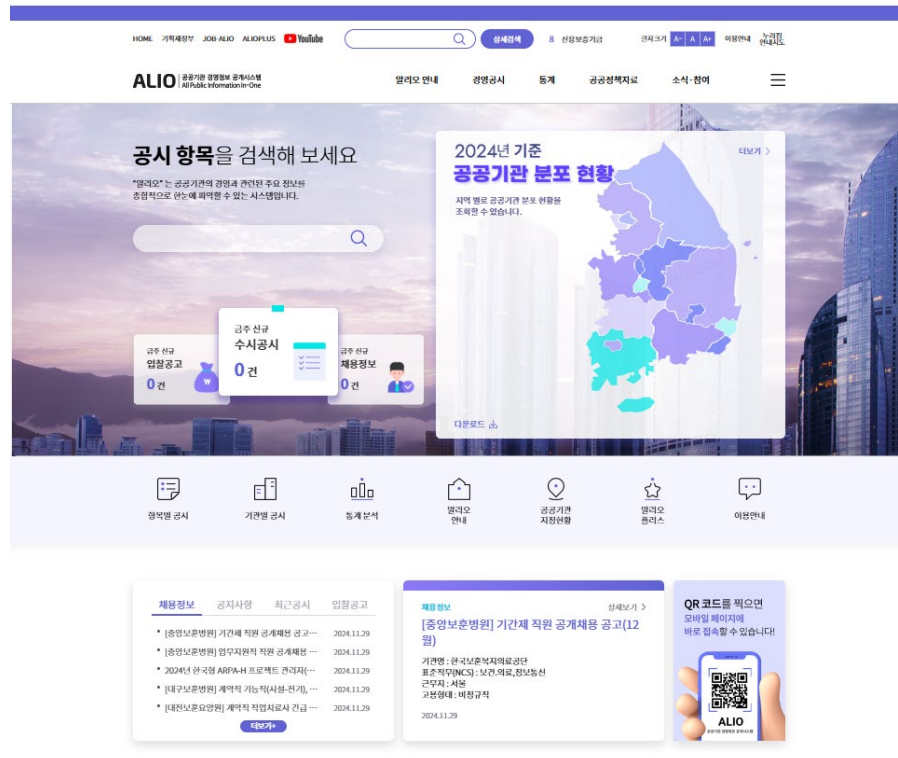 HOME 기획재정부 JOB-ALIO ALIOPLUS YouTube
상세검색
8 신용보증기금
글자크기 A- A A+
이용안내
누리집
안내지도
ALIO 공공기관 경영정보 공개시스템
All Public Information In-One
알리오 안내 경영공시 통계 공공정책자료 소식·참여
공시 항목을 검색해 보세요
"알리오" 는 공공기관의 경영과 관련된 주요 정보를
종합적으로 한눈에 파악할 수 있는 시스템입니다.
금주 신규
입찰공고
0 건
금주 신규
수시공시
0 건
금주 신규
채용정보
0 건
2024년 기준
더보기 >
공공기관 분포 현황
지역 별로 공공기관 분포 현황을
조회할 수 있습니다.
다운로드
항목별 공시
기관별 공시
통계 분석
알리오
안내
공공기관
지정현황
알리오
플러스
이용안내
채용정보 공지사항 최근공시 입찰공고
• [중앙보훈병원] 기간제 직원 공개채용 공고··· 2024.11.29
• [중앙보훈병원] 업무지원직 직원 공개채용 ··· 2024.11.29
• 2024년 한국형 ARPA-H 프로젝트 관리자(··· 2024.11.29
• [대구보훈병원] 계약직 기능직(시설-전기), ··· 2024.11.29
• [대전보훈요양원] 계약직 작업치료사 긴급 ··· 2024.11.29
더보기+
채용정보
상세보기 >
[중앙보훈병원] 기간제 직원 공개채용 공고(12
월)
기관명 : 한국보훈복지의료공단
표준직무(NCS) : 보건.의료,정보통신
근무지 : 서울
고용형태 : 비정규직
2024.11.29
QR 코드를 찍으면
모바일 페이지에
바로 접속할 수 있습니다!
ALIO
공공기관 경영정보 공개시스템